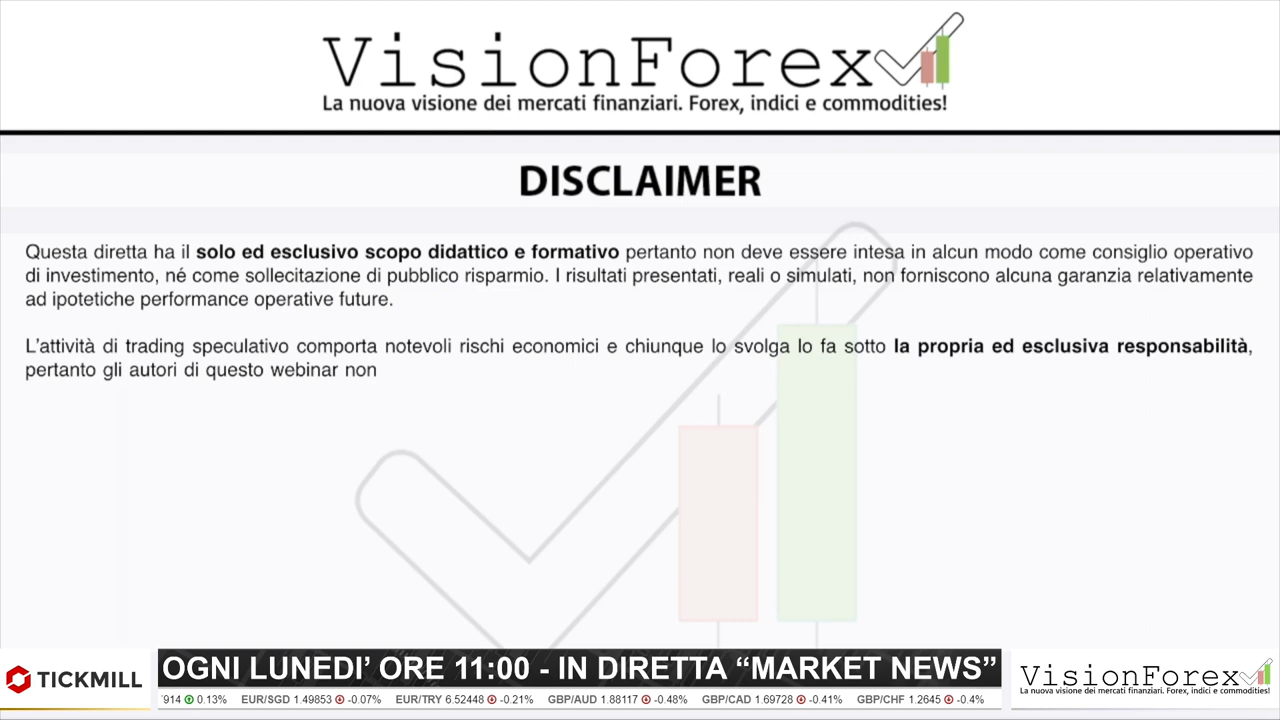 VisionForex
La nuova visione dei mercati finanziari. Forex, indici e commodities!
DISCLAIMER
Questa diretta ha il solo ed esclusivo scopo didattico e formativo pertanto non deve essere intesa in alcun modo come consiglio operativo
di investimento, né come sollecitazione di pubblico risparmio. I risultati presentati, reali o simulati, non forniscono alcuna garanzia relativamente
ad ipotetiche performance operative future.
L'attività di trading speculativo comporta notevoli rischi economici e chiunque lo svolga lo fa sotto la propria ed esclusiva responsabilità,
pertanto gli autori di questo webinar non
TICKMILL
OGNI LUNEDI' ORE 11:00 - IN DIRETTA “MARKET NEWS”
914 0.13% EUR/SGD 1.49853 -0.07% EUR/TRY 6.52448 -0.21% GBP/AUD 1.88117 -0.48% GBP/CAD 1.69728 -0.41% GBP/CHF 1.2645 -0.4%
VisionForex
La nuova visione dei mercati finanziari. Forex, indici e commodities!